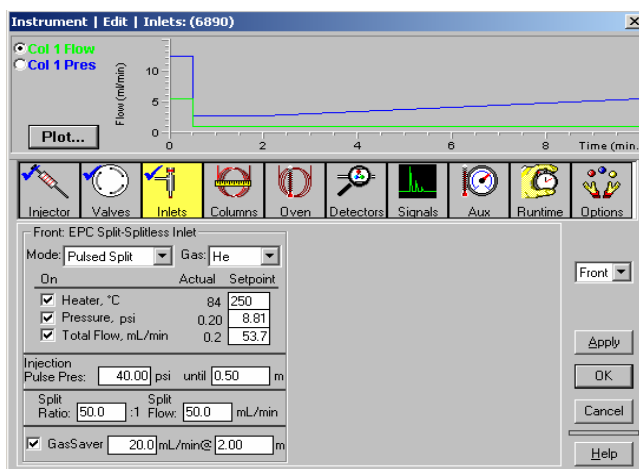 Instrument | Edit | Inlets: (6890)
Col 1 Flow
Col 1 Pres
Flow (ml/min)
10
5
0
0 2 4 6 8 Time (min.
Plot...
Injector Valves Inlets Columns Oven Detectors Signals Aux Runtime Options
Front: EPC Split-Splitless Inlet
Mode: Pulsed Split Gas: He
On Actual Setpoint
Heater, °C 84 250
Pressure, psi 0.20 8.81
Total Flow, mL/min 0.2 53.7
Injection
Pulse Pres: 40.00 psi until 0.50 m
Split Split
Ratio: 50.0 :1 Flow: 50.0 mL/min
GasSaver 20.0 mL/min@ 2.00 m
Front
Apply
OK
Cancel
Help